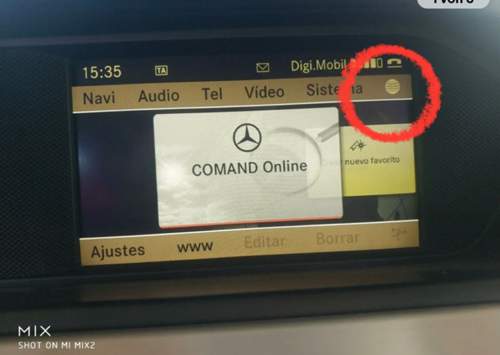 15:35 TA Digi.Mobil
Navi Audio Tel Vídeo Sistema
COMAND Online
nuevo favorito
Ajustes www Editar Borrar
MIX
SHOT ON MI MIX2